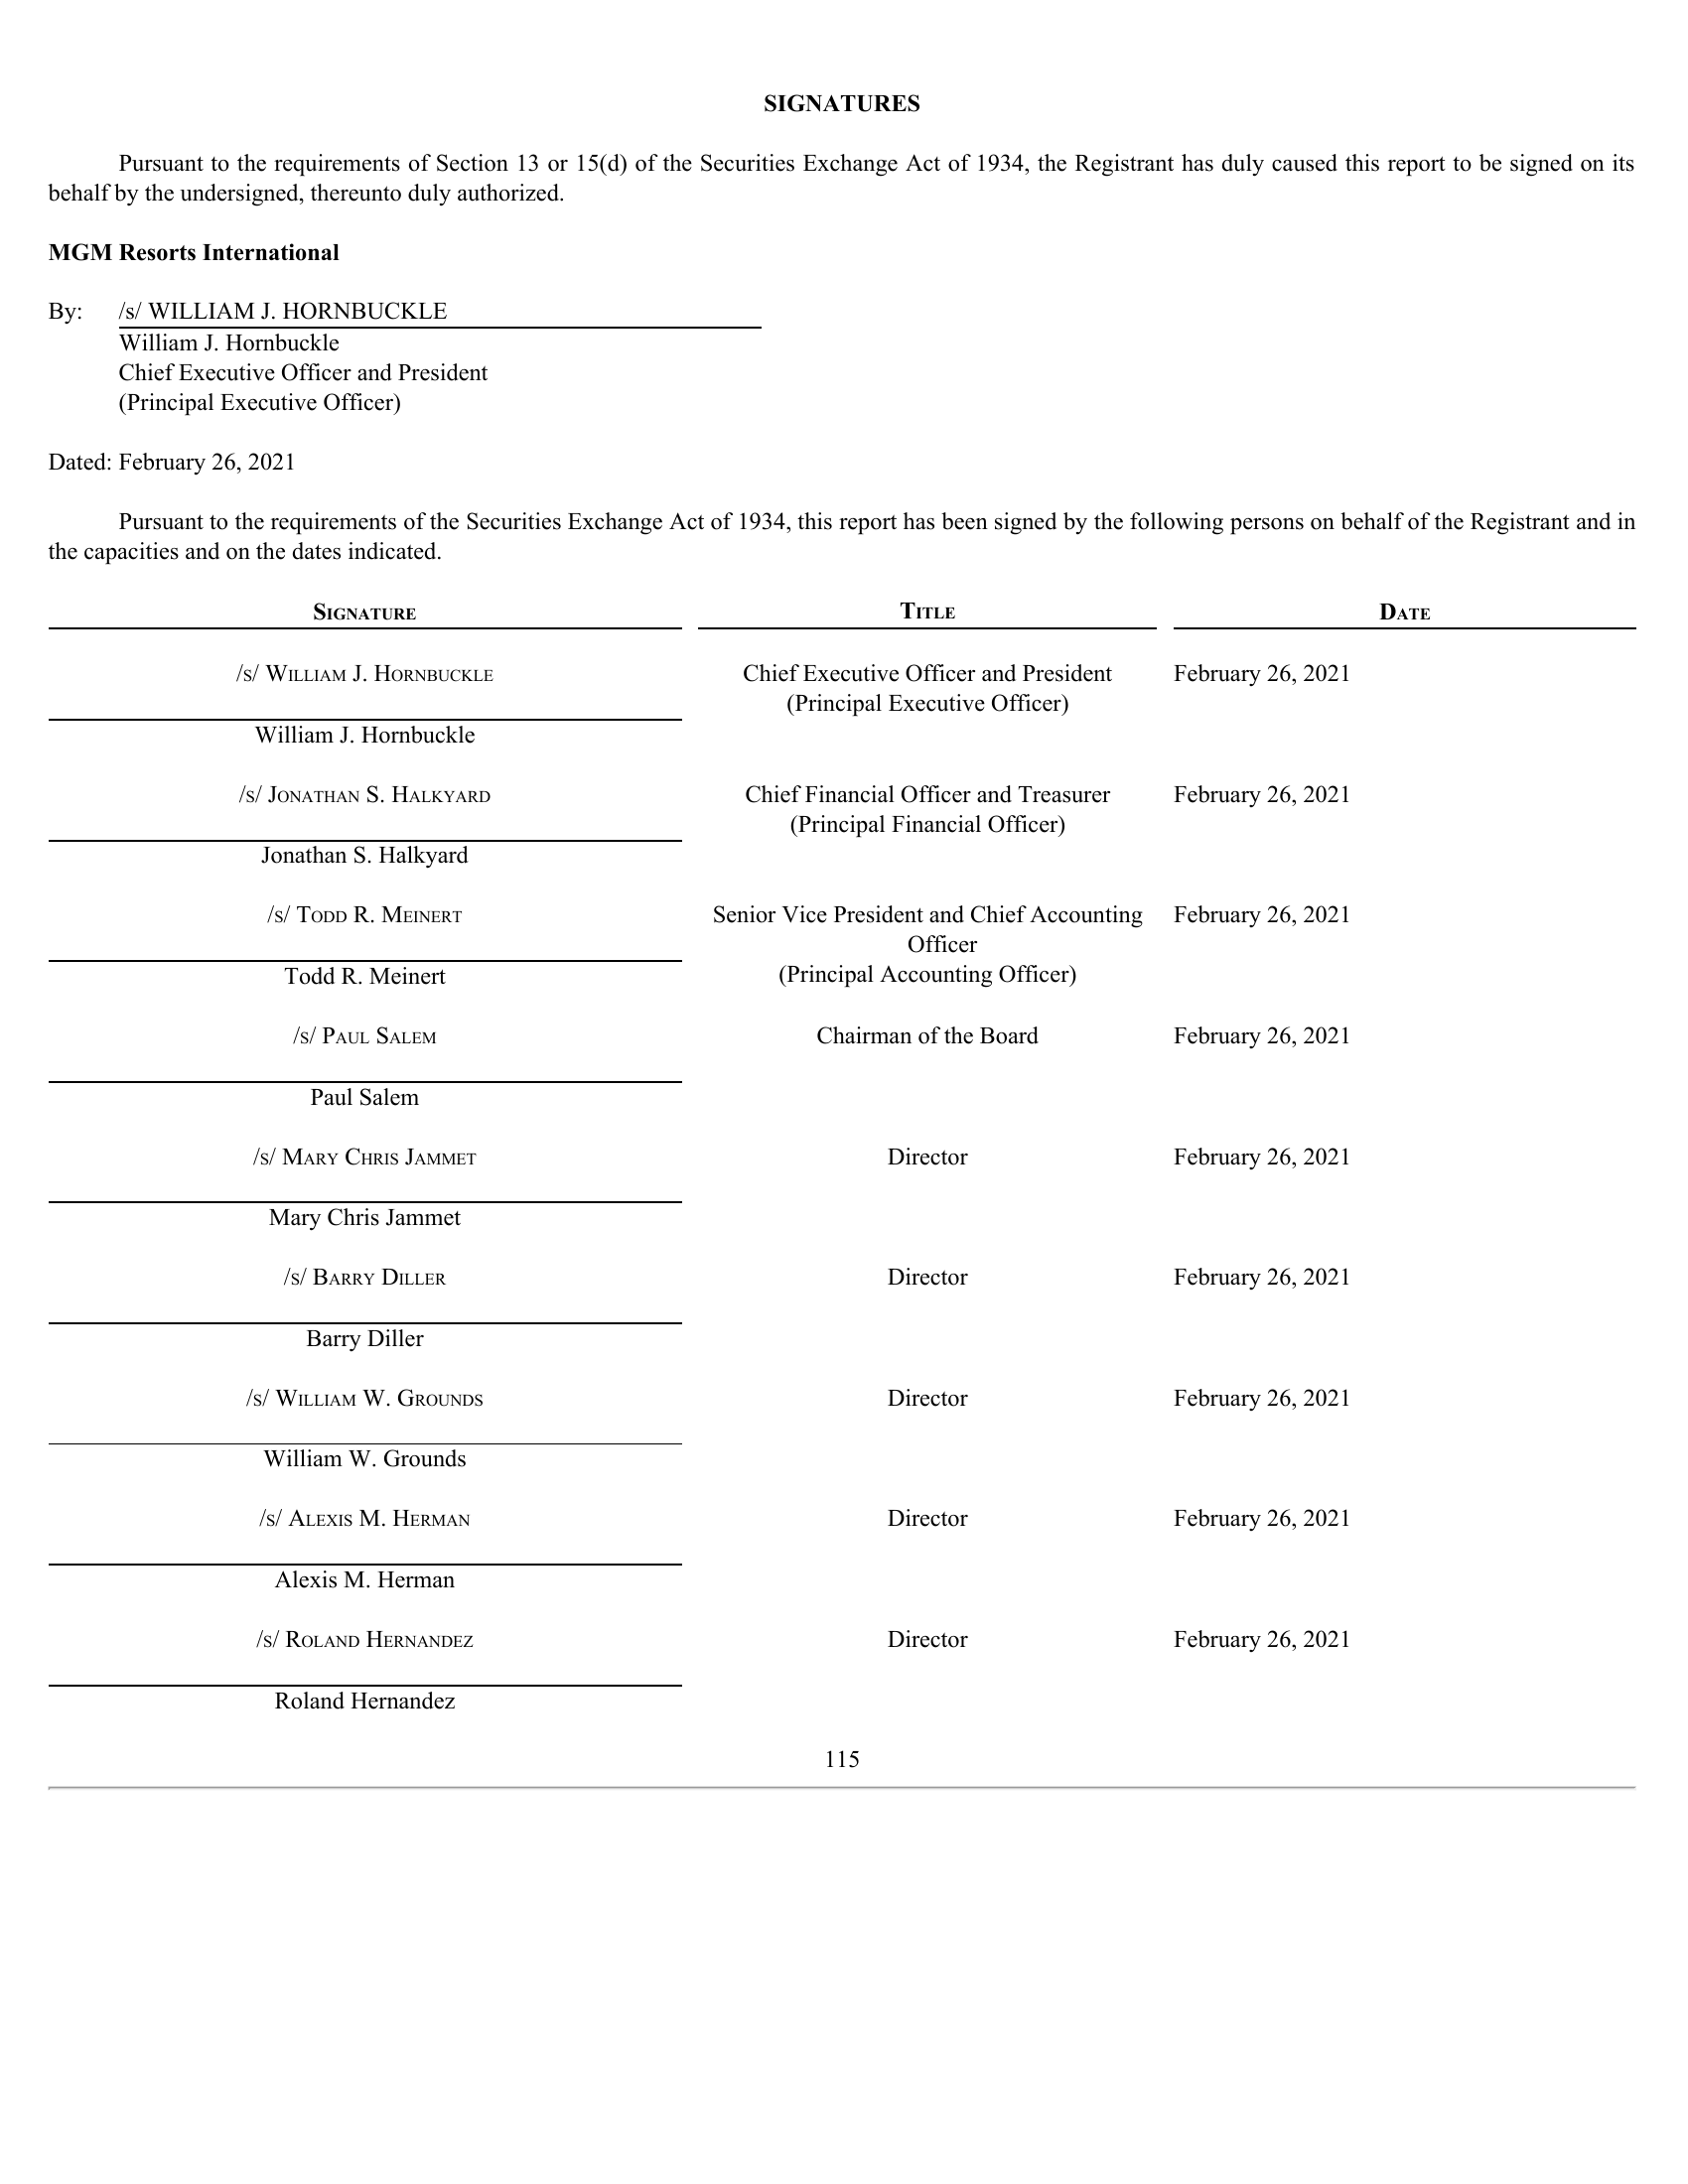 SIGNATURES
Pursuant to the requirements of Section 13 or 15(d) of the Securities Exchange Act of 1934, the Registrant has duly caused this report to be signed on its
behalf by the undersigned, thereunto duly authorized.
MGM Resorts International
By: /s/ WILLIAM J. HORNBUCKLE
William J. Hornbuckle
Chief Executive Officer and President
(Principal Executive Officer)
Dated: February 26, 2021
Pursuant to the requirements of the Securities Exchange Act of 1934, this report has been signed by the following persons on behalf of the Registrant and in
the capacities and on the dates indicated.
SIGNATURE TITLE DATE
/S/ WILLIAM J. HORNBUCKLE Chief Executive Officer and President February 26, 2021
(Principal Executive Officer)
William J. Hornbuckle
/S/ JONATHAN S. HALKYARD Chief Financial Officer and Treasurer February 26, 2021
(Principal Financial Officer)
Jonathan S. Halkyard
/S/ TODD R. MEINERT Senior Vice President and Chief Accounting February 26, 2021
Officer
Todd R. Meinert (Principal Accounting Officer)
/S/ PAUL SALEM Chairman of the Board February 26, 2021
Paul Salem
/S/ MARY CHRIS JAMMET Director February 26, 2021
Mary Chris Jammet
/S/ BARRY DILLER Director February 26, 2021
Barry Diller
/S/ WILLIAM W. GROUNDS Director February 26, 2021
William W. Grounds
/S/ ALEXIS M. HERMAN Director February 26, 2021
Alexis M. Herman
/S/ ROLAND HERNANDEZ Director February 26, 2021
Roland Hernandez
115